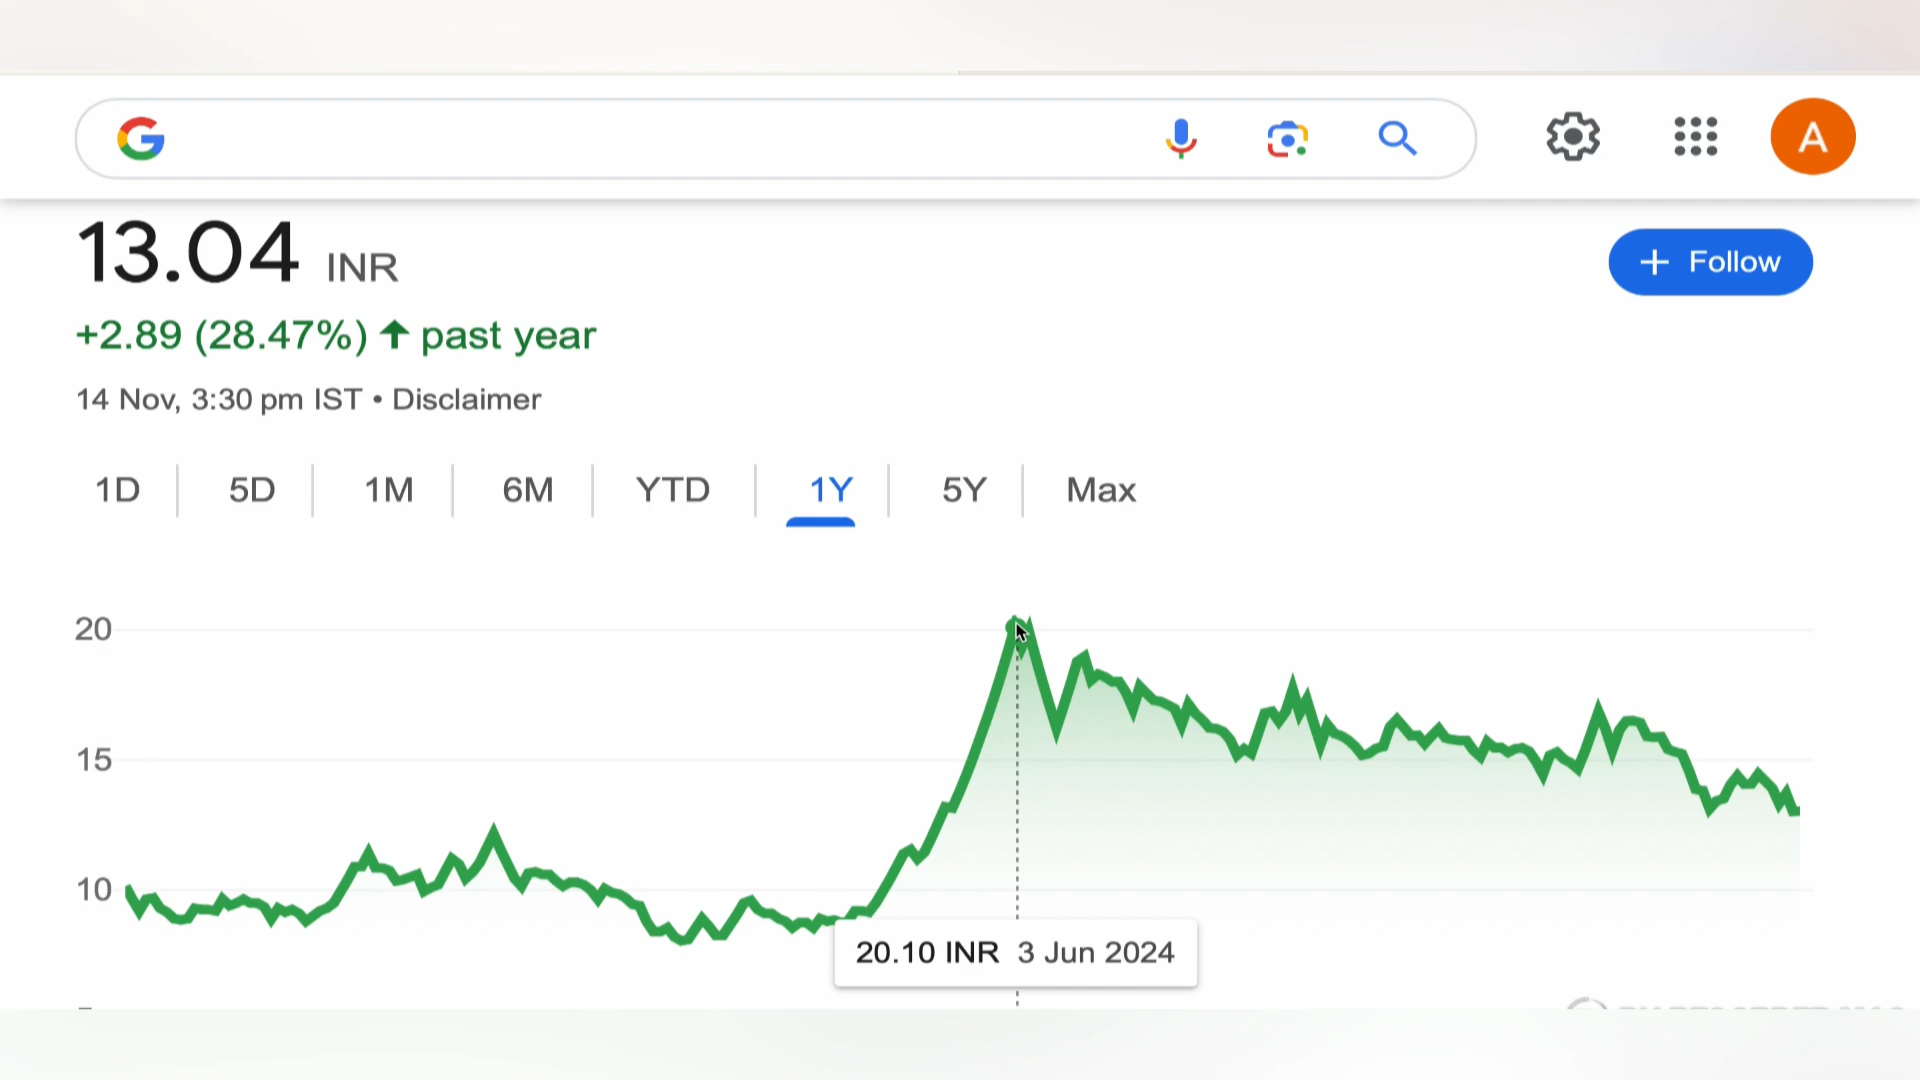 A
13.04 INR
+ Follow
+2.89 (28.47%) ↑ past year
14 Nov, 3:30 pm IST • Disclaimer
1D 5D 1M 6M YTD 1Y 5Y Max
20
15
10
20.10 INR 3 Jun 2024